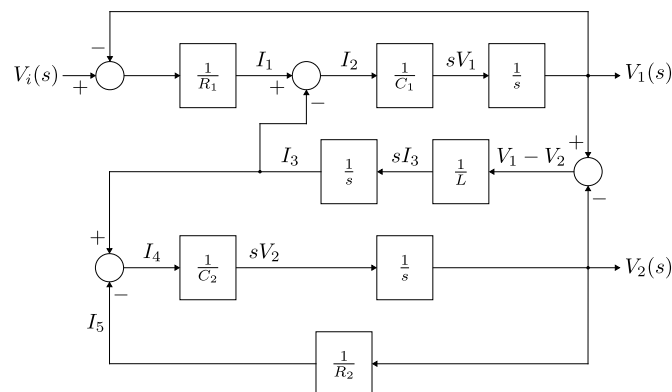 −
V_i(s) + 1/R_1 I_1 + − I_2 1/C_1 sV_1 1/s V_1(s)
I_3 1/s sI_3 1/L V_1 − V_2 + −
+ − I_4 1/C_2 sV_2 1/s V_2(s)
I_5 1/R_2